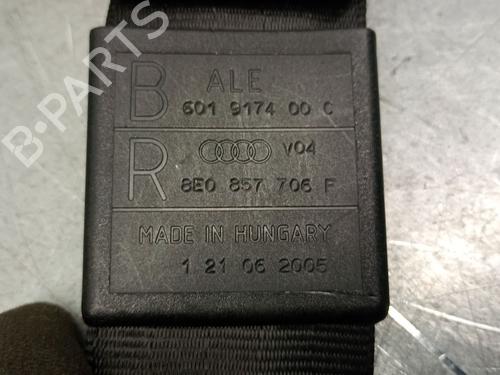 B ALE
601 9174 00 C
R V04
8E0 857 706 F
MADE IN HUNGARY
1 21 06 2005
B-PARTS